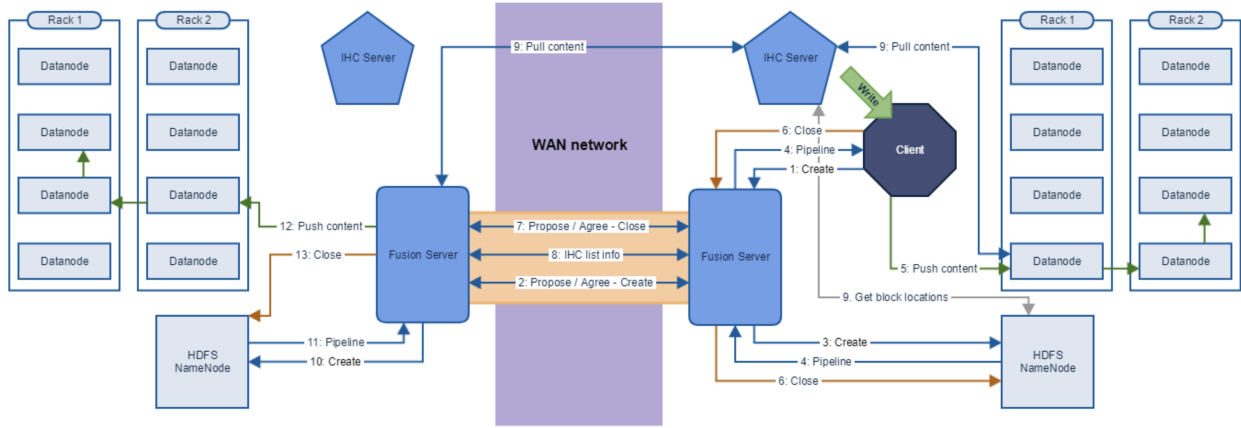 Rack 1
Rack 2
Rack 1
Rack 2
Datanode
Datanode
IHC Server
9: Pull content
IHC Server
9: Pull content
Datanode
Datanode
Write
Datanode
Datanode
WAN network
6: Close
4: Pipeline
1: Create
Client
Datanode
Datanode
Datanode
Datanode
Datanode
Datanode
12: Push content
13: Close
Fusion Server
7: Propose / Agree - Close
8: IHC list info
2: Propose / Agree - Create
Fusion Server
5: Push content
Datanode
Datanode
Datanode
Datanode
9. Get block locations
HDFS
NameNode
11: Pipeline
10: Create
3: Create
4: Pipeline
6: Close
HDFS
NameNode